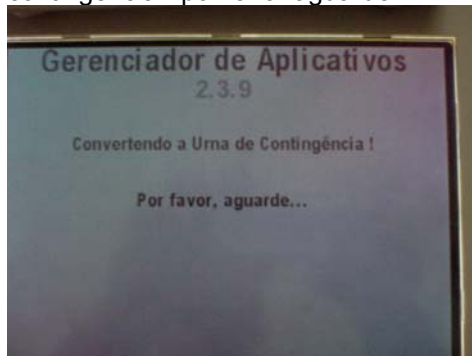 Gerenciador de Aplicativos
2.3.9
Convertendo a Urna de Contingência !
Por favor, aguarde...